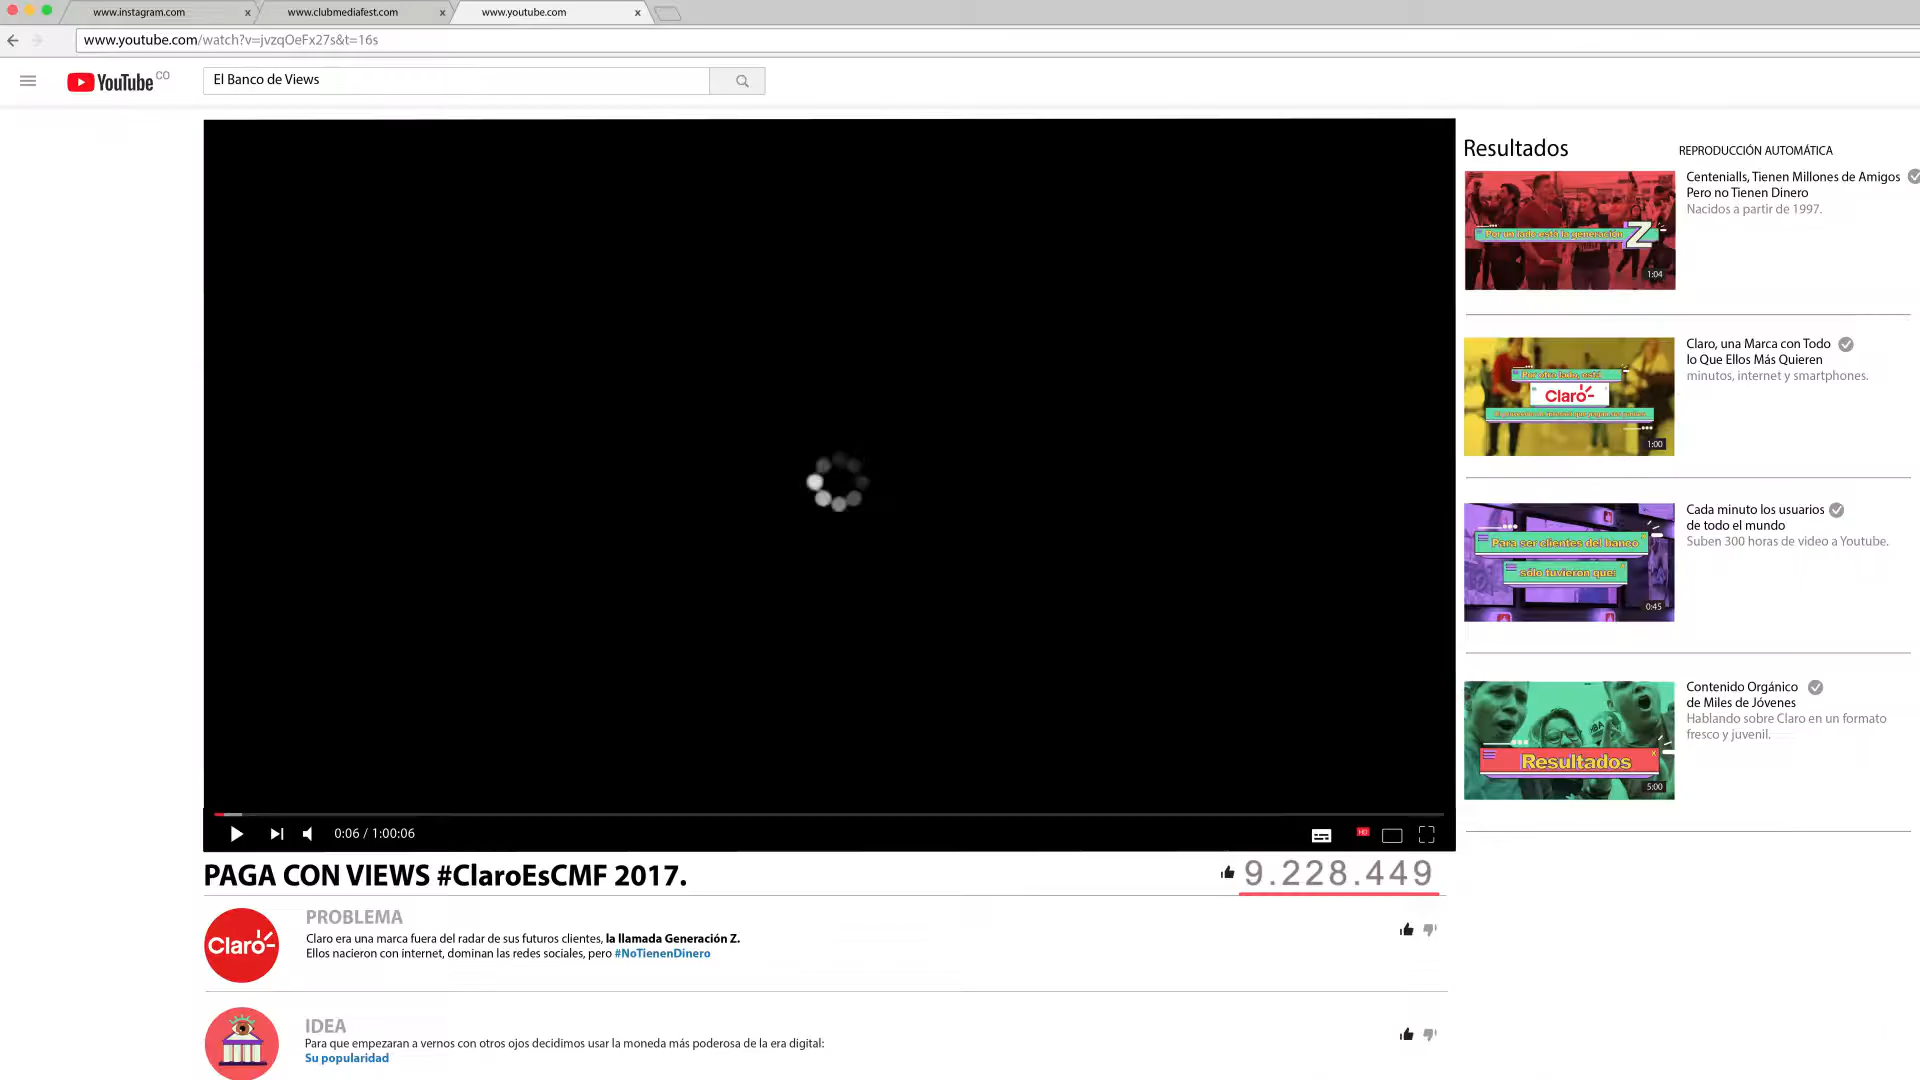 www.instagram.com x
www.clubmediafest.com x
www.youtube.com x
www.youtube.com/watch?v=jvzqOeFx27s&t=16s
YouTube CO
El Banco de Views
Resultados
REPRODUCCIÓN AUTOMÁTICA
Por un lado está la generación Z
1:04
Centenialls, Tienen Millones de Amigos
Pero no Tienen Dinero
Nacidos a partir de 1997.
Por otro lado, está
Claro
1:00
Claro, una Marca con Todo
lo Que Ellos Más Quieren
minutos, internet y smartphones.
Para ser clientes del banco
sólo tuvieron que:
0:45
Cada minuto los usuarios
de todo el mundo
Suben 300 horas de video a Youtube.
Resultados
5:00
Contenido Orgánico
de Miles de Jóvenes
Hablando sobre Claro en un formato
fresco y juvenil.
0:06 / 1:00:06
HD
PAGA CON VIEWS #ClaroEsCMF 2017.
9.228.449
Claro
PROBLEMA
Claro era una marca fuera del radar de sus futuros clientes, la llamada Generación Z.
Ellos nacieron con internet, dominan las redes sociales, pero #NoTienenDinero
IDEA
Para que empezaran a vernos con otros ojos decidimos usar la moneda más poderosa de la era digital:
Su popularidad